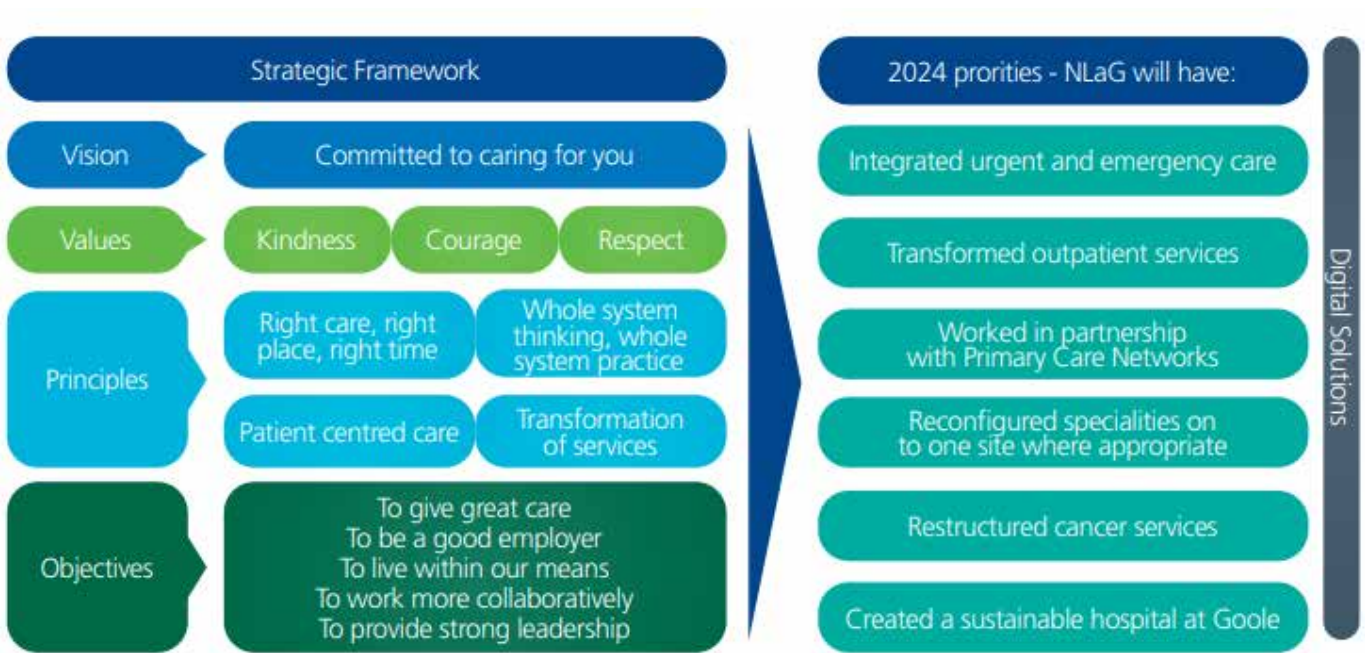 Strategic Framework
Vision
Committed to caring for you
Values
Kindness
Courage
Respect
Principles
Right care, right
place, right time
Whole system
thinking, whole
system practice
Patient centred care
Transformation
of services
Objectives
To give great care
To be a good employer
To live within our means
To work more collaboratively
To provide strong leadership
2024 prorities - NLaG will have:
Integrated urgent and emergency care
Transformed outpatient services
Worked in partnership
with Primary Care Networks
Reconfigured specialities on
to one site where appropriate
Restructured cancer services
Created a sustainable hospital at Goole
Digital Solutions